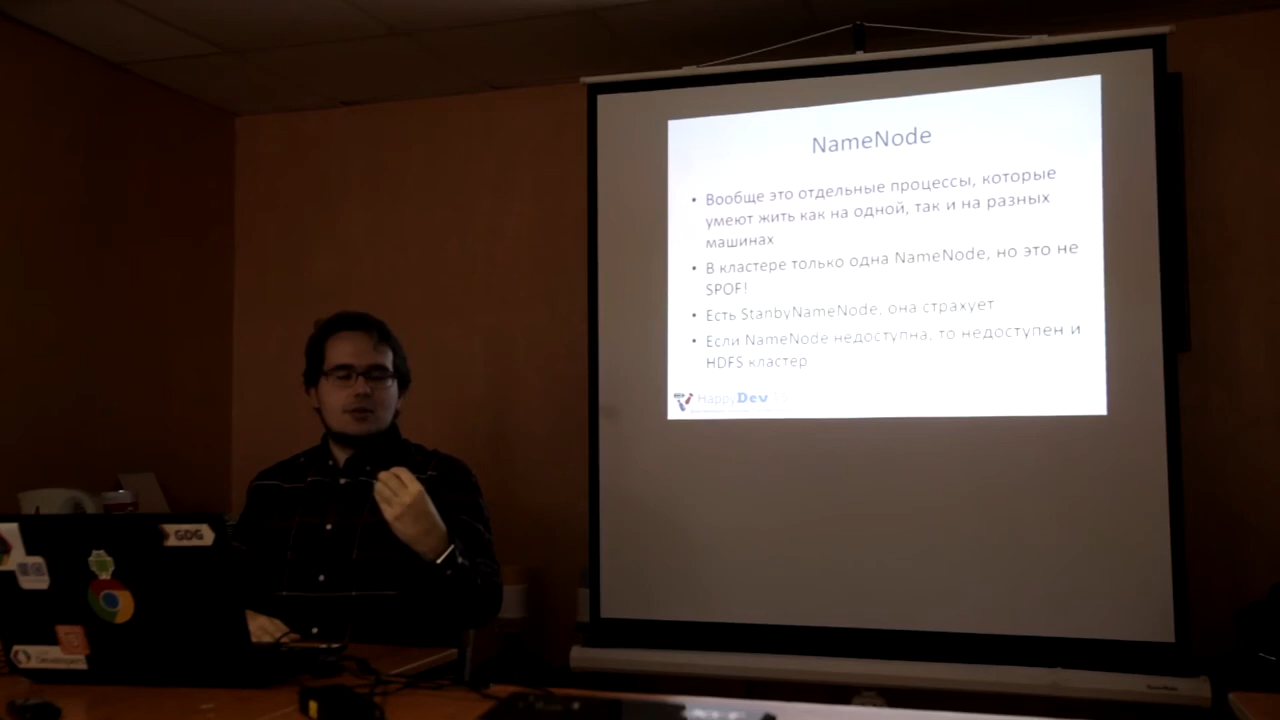 NameNode
• Вообще это отдельные процессы, которые
умеют жить как на одной, так и на разных
машинах
• В кластере только одна NameNode, но это не
SPOF!
• Есть StanbyNameNode, она страхует
• Если NameNode недоступна, то недоступен и
HDFS кластер
HappyDev
GDG
Developers